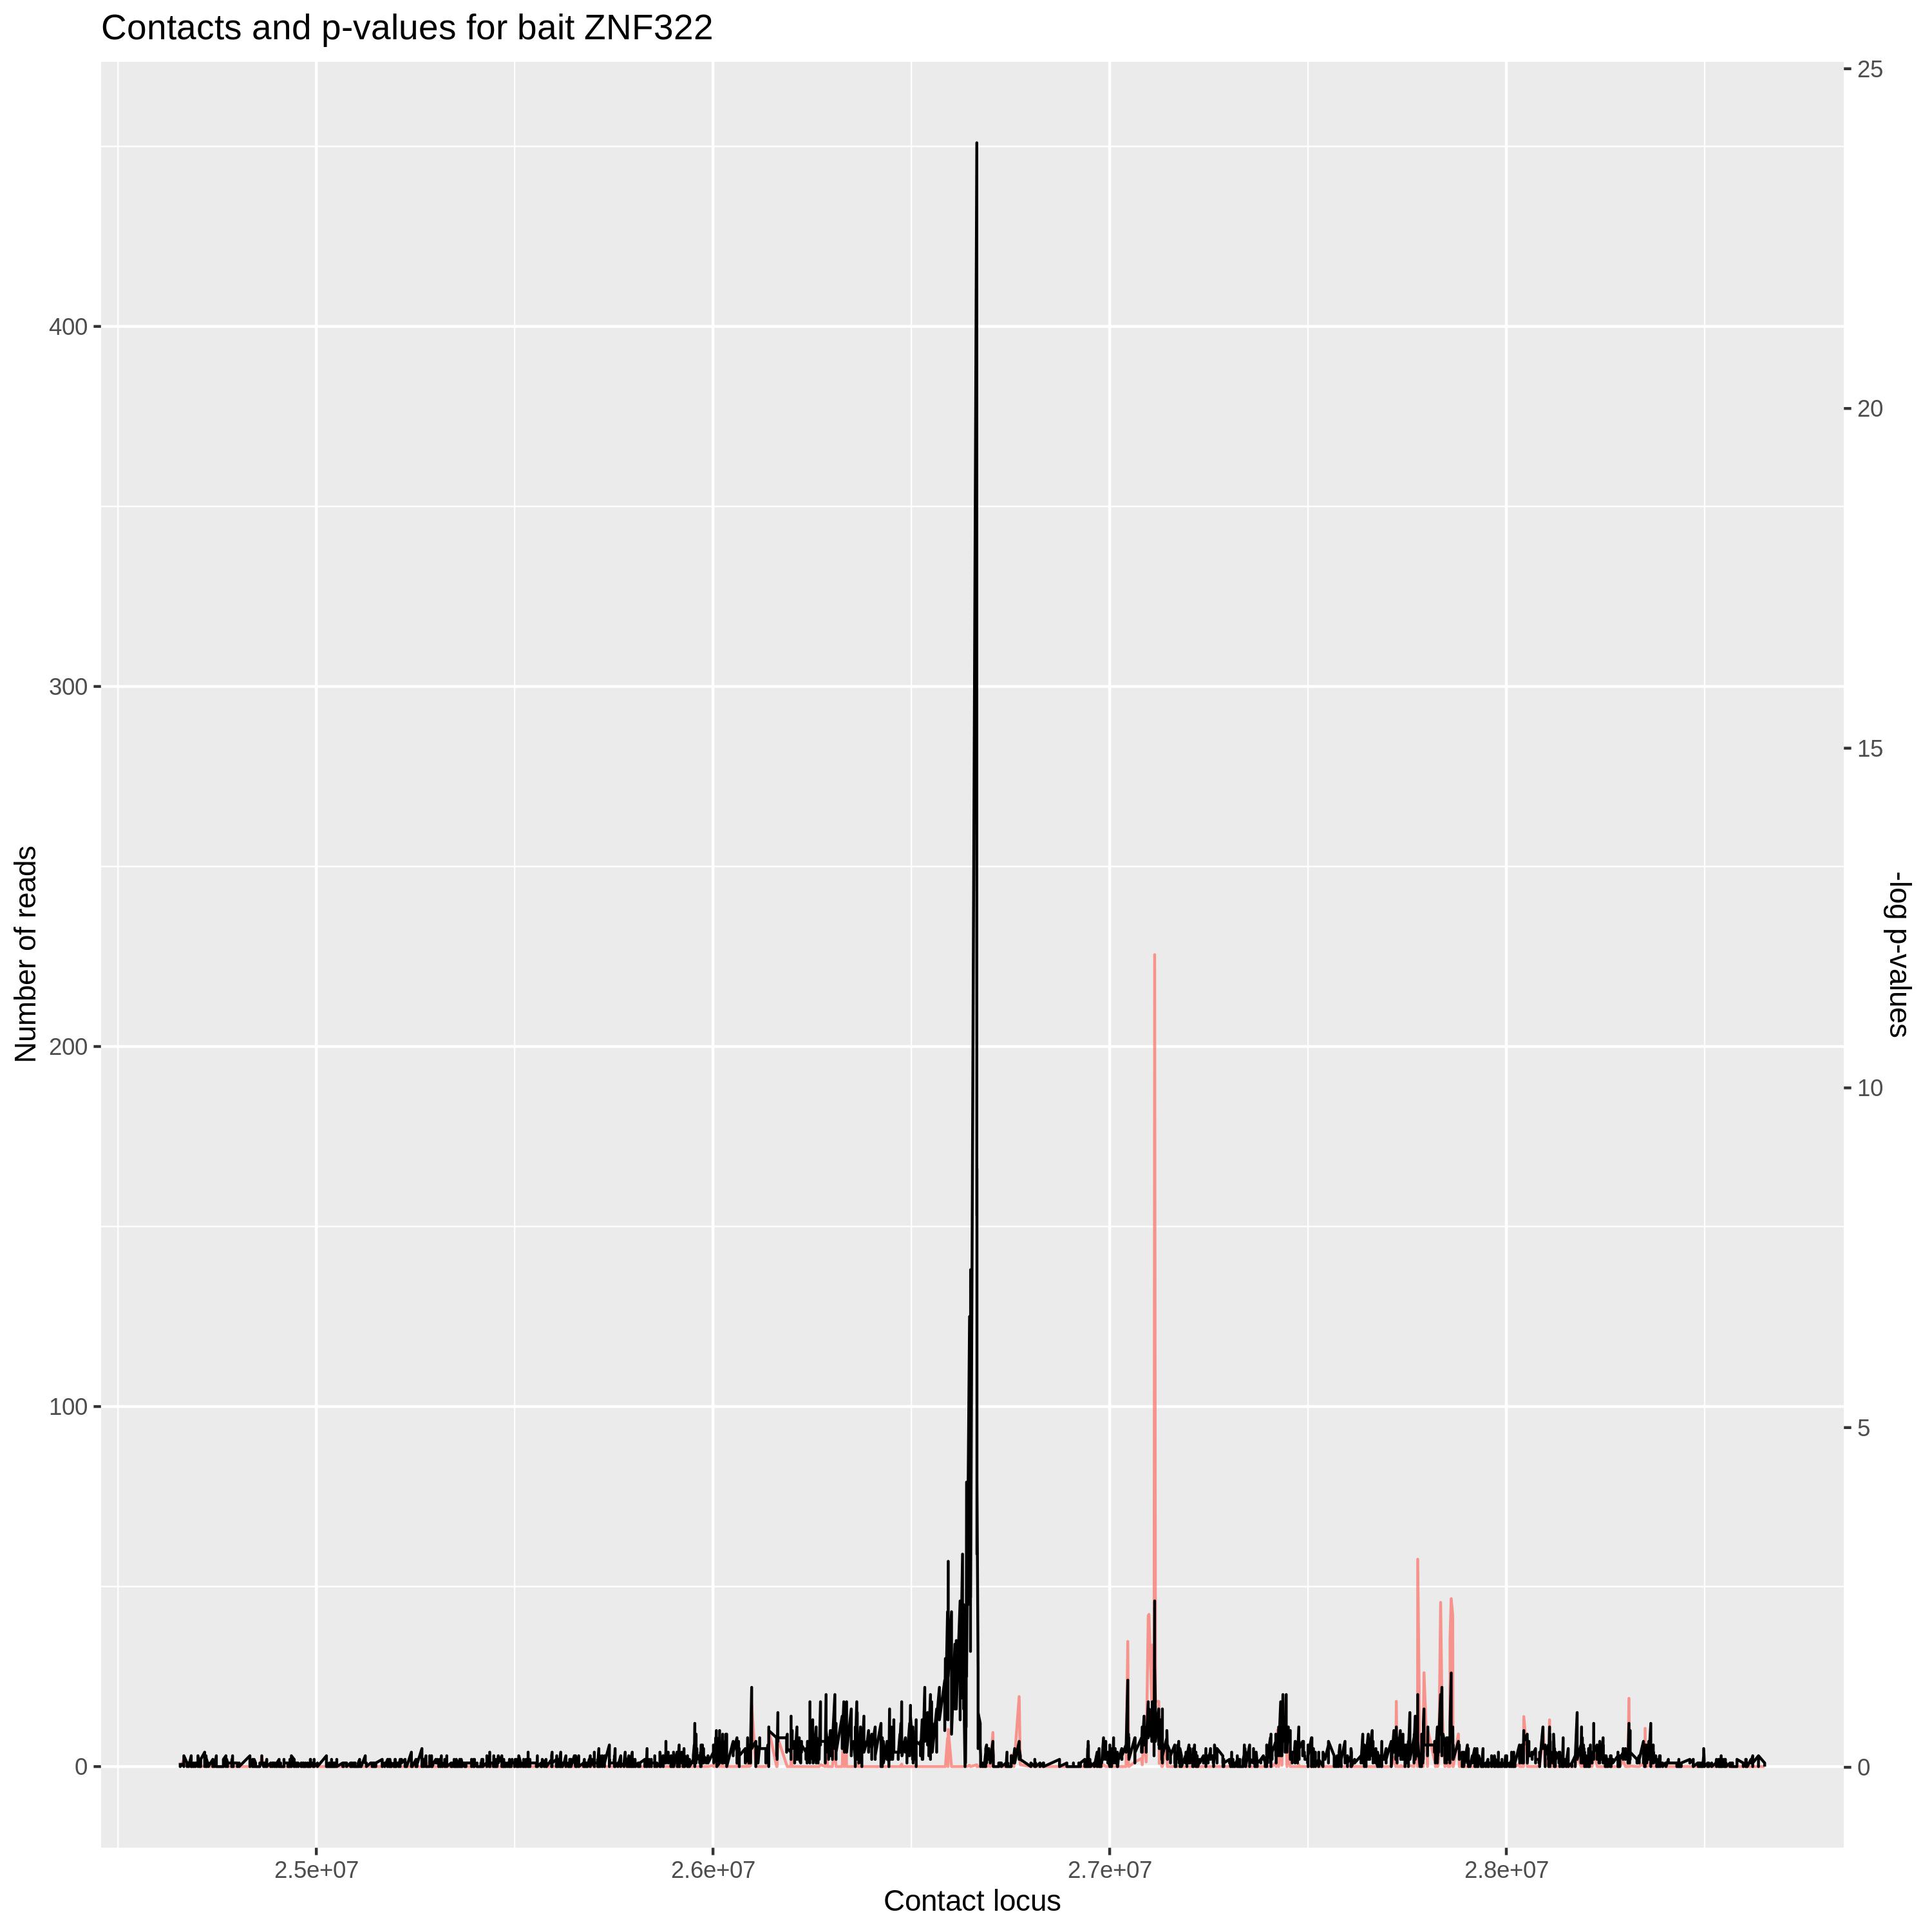 Contacts and p-values for bait ZNF322
25
20
15
10
5
0
-log p-values
400
300
200
100
0
Number of reads
2.5e+07
2.6e+07
2.7e+07
2.8e+07
Contact locus